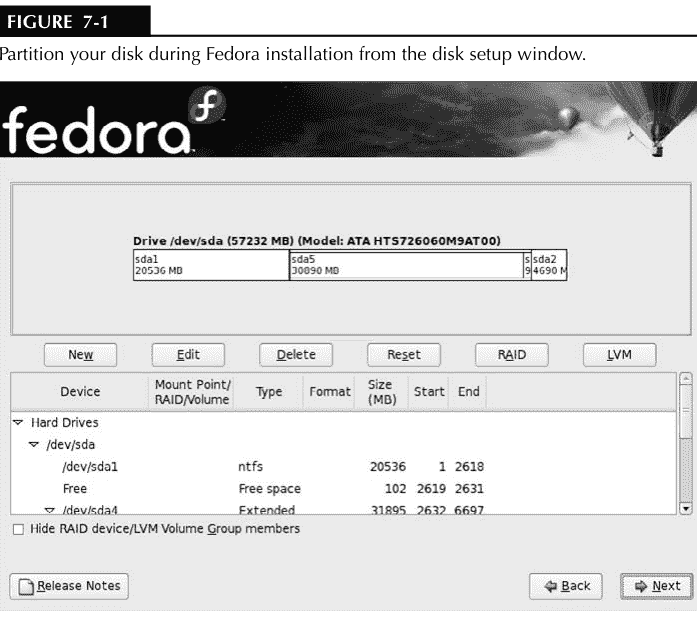 FIGURE 7-1
Partition your disk during Fedora installation from the disk setup window.
fedora
Drive /dev/sda (57232 MB) (Model: ATA HTS726060M9AT00)
sda1 sda5 s sda2
20536 MB 30890 MB 9 4690 M
New Edit Delete Reset RAID LVM
Device Mount Point/ RAID/Volume Type Format Size (MB) Start End
Hard Drives
/dev/sda
/dev/sda1 ntfs 20536 1 2618
Free Free space 102 2619 2631
/dev/sda4 Extended 31895 2632 6697
Hide RAID device/LVM Volume Group members
Release Notes Back Next